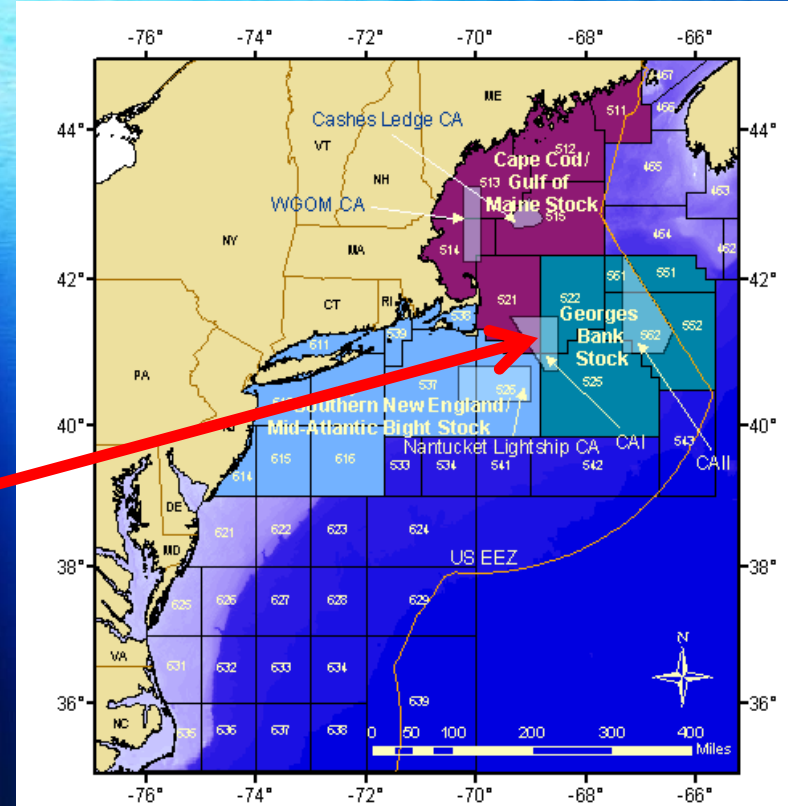 -76° -74° -72° -70° -68° -66°
467
ME
466
511
44°
44°
Cashes Ledge CA
VT
512
Cape Cod/
465
NH
513
Gulf of
463
Maine Stock
WGOM CA
515
NY
514
464
462
MA
42°
42°
561
551
CT
RI
521
522
538
Georges
539
562
552
611
Bank
PA
Stock
537
526
525
Southern New England/
Mid-Atlantic Bight Stock
40°
40°
Nantucket Lightship CA
CAI
543
615
616
533
534
541
542
CAII
614
DE
621
622
623
624
MD
US EEZ
38°
38°
625
626
627
628
629
N
VA
631
632
633
634
36°
36°
639
NC
635
636
637
638
0 50 100 200 300 400
Miles
-76° -74° -72° -70° -68° -66°